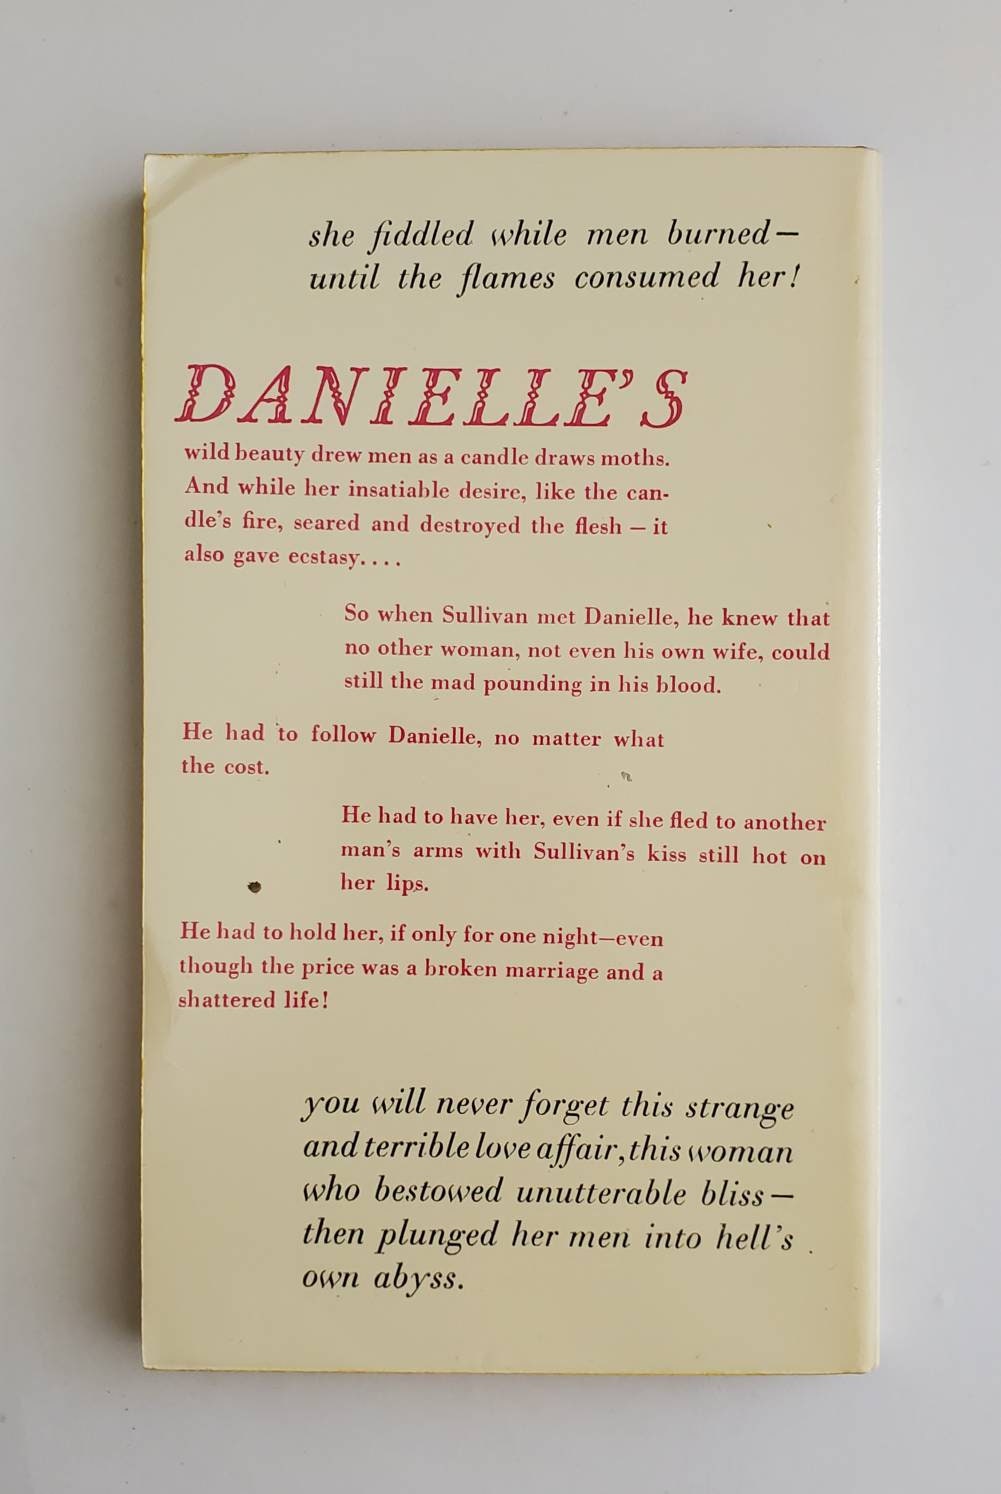 she fiddled while men burned—
until the flames consumed her!
DANIELLE'S
wild beauty drew men as a candle draws moths.
And while her insatiable desire, like the can-
dle's fire, seared and destroyed the flesh — it
also gave ecstasy....
So when Sullivan met Danielle, he knew that
no other woman, not even his own wife, could
still the mad pounding in his blood.
He had to follow Danielle, no matter what
the cost.
He had to have her, even if she fled to another
man's arms with Sullivan's kiss still hot on
her lips.
He had to hold her, if only for one night—even
though the price was a broken marriage and a
shattered life!
you will never forget this strange
and terrible love affair, this woman
who bestowed unutterable bliss—
then plunged her men into hell's
own abyss.